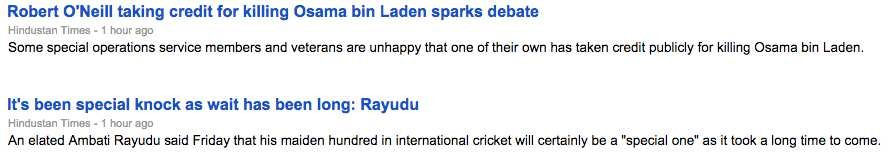 Robert O'Neill taking credit for killing Osama bin Laden sparks debate
Hindustan Times - 1 hour ago
Some special operations service members and veterans are unhappy that one of their own has taken credit publicly for killing Osama bin Laden.
It's been special knock as wait has been long: Rayudu
Hindustan Times - 1 hour ago
An elated Ambati Rayudu said Friday that his maiden hundred in international cricket will certainly be a "special one" as it took a long time to come.